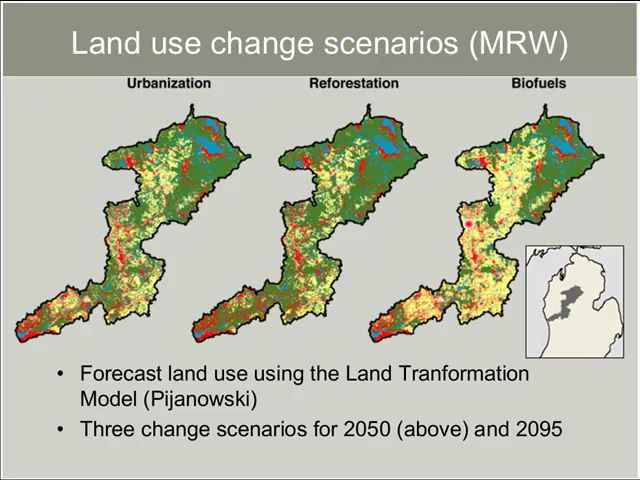 Land use change scenarios (MRW)
Urbanization Reforestation Biofuels
• Forecast land use using the Land Tranformation
Model (Pijanowski)
• Three change scenarios for 2050 (above) and 2095